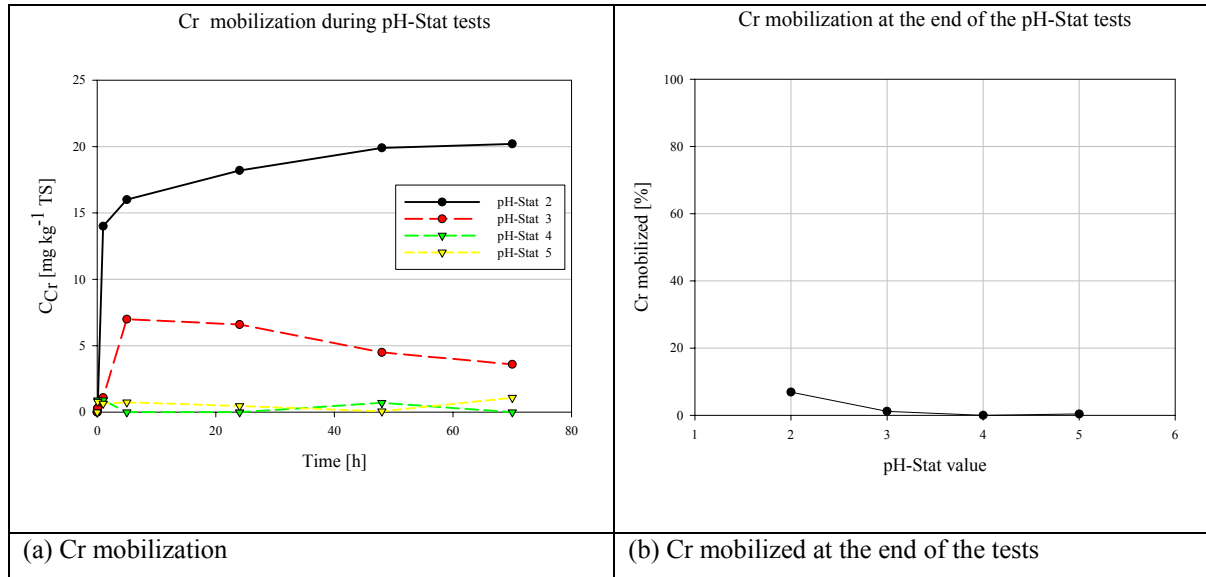 Cr mobilization during pH-Stat tests
25
20
15
10
5
0
0 20 40 60 80
C_Cr [mg kg⁻¹ TS]
Time [h]
pH-Stat 2
pH-Stat 3
pH-Stat 4
pH-Stat 5
(a) Cr mobilization
Cr mobilization at the end of the pH-Stat tests
100
80
60
40
20
0
1 2 3 4 5 6
Cr mobilized [%]
pH-Stat value
(b) Cr mobilized at the end of the tests